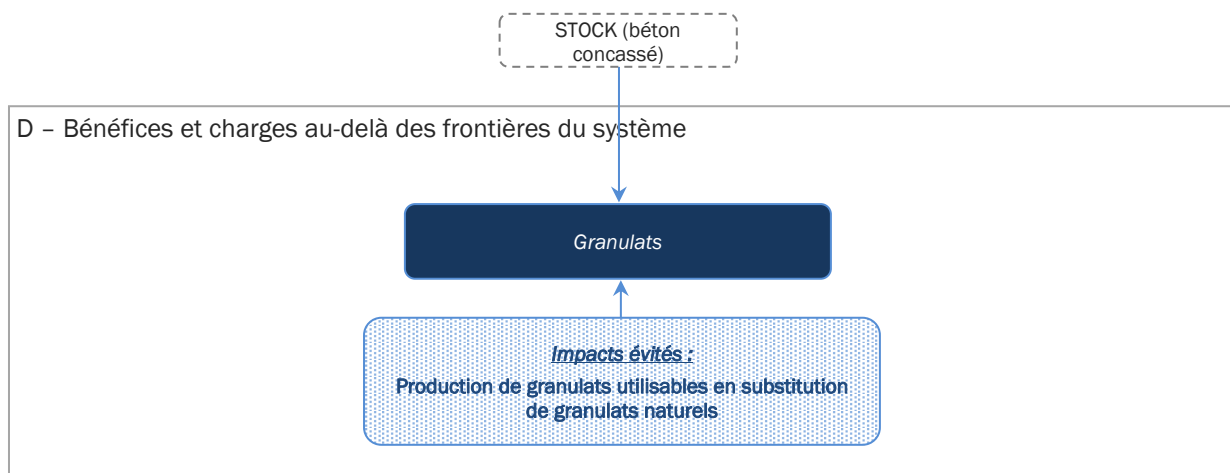 STOCK (béton
concassé)
D – Bénéfices et charges au-delà des frontières du système
Granulats
Impacts évités :
Production de granulats utilisables en substitution
de granulats naturels